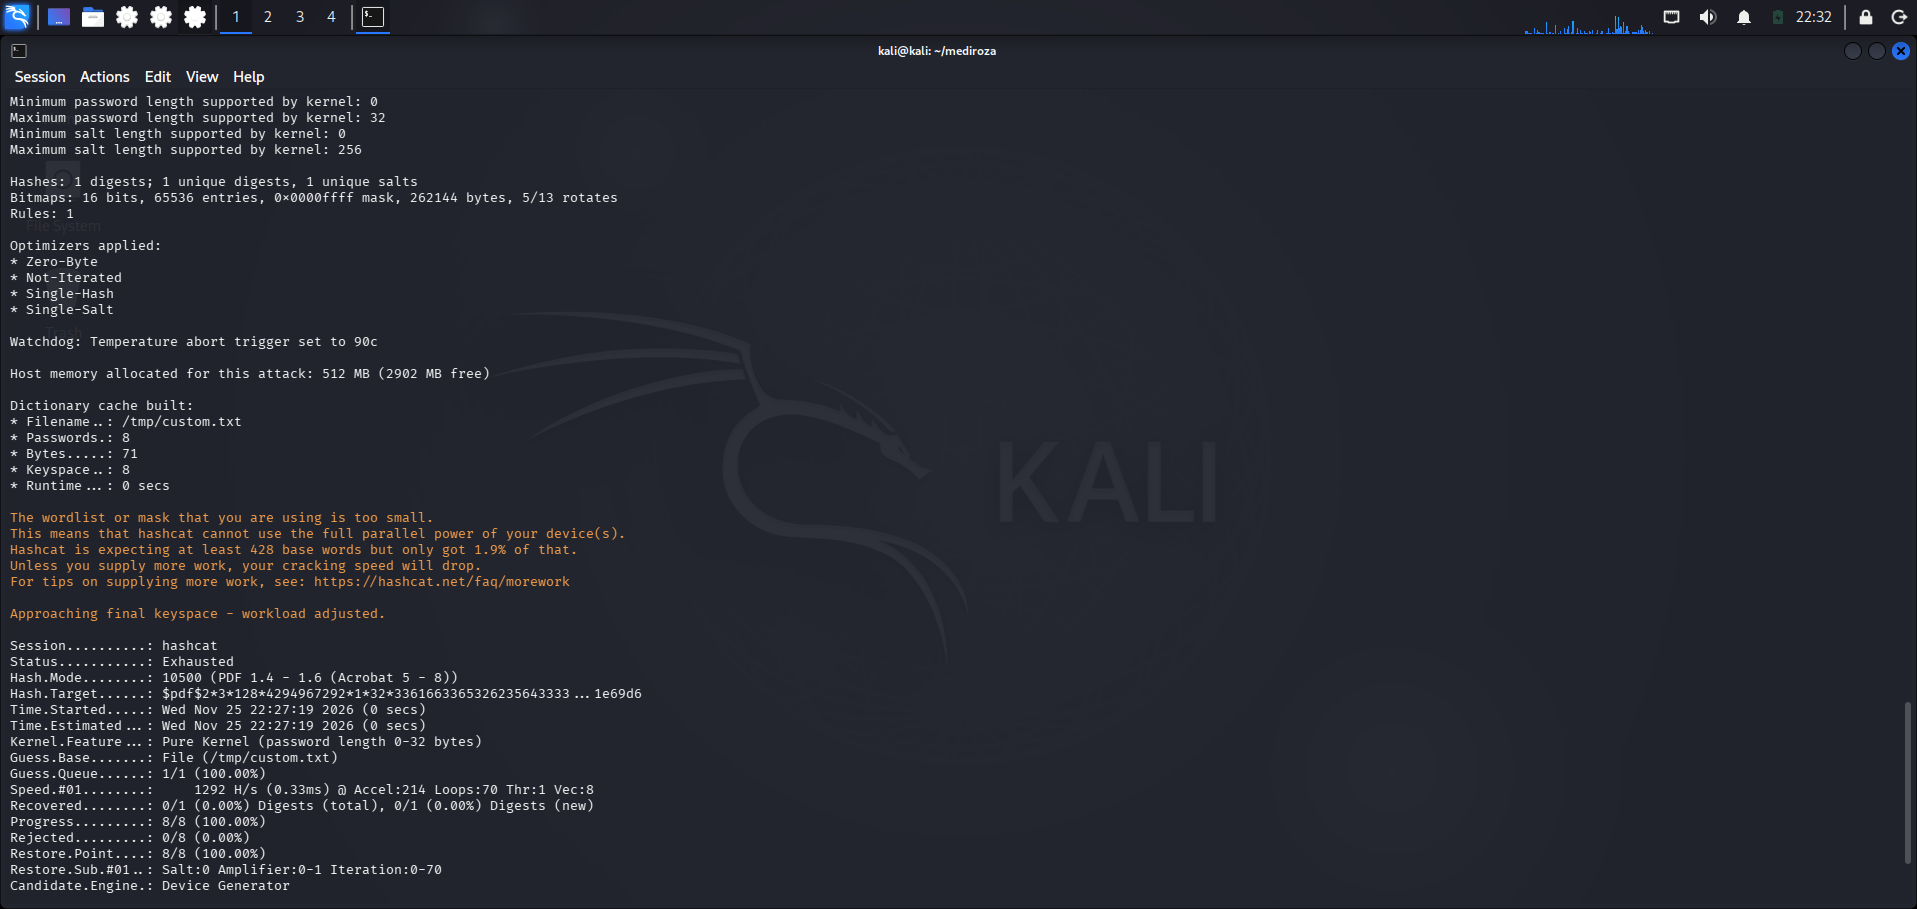 1 2 3 4
22:32
kali@kali: ~/mediroza
Session Actions Edit View Help
Minimum password length supported by kernel: 0
Maximum password length supported by kernel: 32
Minimum salt length supported by kernel: 0
Maximum salt length supported by kernel: 256
Hashes: 1 digests; 1 unique digests, 1 unique salts
Bitmaps: 16 bits, 65536 entries, 0×0000ffff mask, 262144 bytes, 5/13 rotates
Rules: 1
File System
Optimizers applied:
* Zero-Byte
* Not-Iterated
* Single-Hash
* Single-Salt
Trash
Watchdog: Temperature abort trigger set to 90c
Host memory allocated for this attack: 512 MB (2902 MB free)
Dictionary cache built:
* Filename..: /tmp/custom.txt
* Passwords.: 8
* Bytes.....: 71
* Keyspace..: 8
* Runtime...: 0 secs
KALI
The wordlist or mask that you are using is too small.
This means that hashcat cannot use the full parallel power of your device(s).
Hashcat is expecting at least 428 base words but only got 1.9% of that.
Unless you supply more work, your cracking speed will drop.
For tips on supplying more work, see: https://hashcat.net/faq/morework
Approaching final keyspace - workload adjusted.
Session..........: hashcat
Status...........: Exhausted
Hash.Mode........: 10500 (PDF 1.4 - 1.6 (Acrobat 5 - 8))
Hash.Target......: $pdf$2*3*128*4294967292*1*32*3361663365326235643333...1e69d6
Time.Started.....: Wed Nov 25 22:27:19 2026 (0 secs)
Time.Estimated...: Wed Nov 25 22:27:19 2026 (0 secs)
Kernel.Feature...: Pure Kernel (password length 0-32 bytes)
Guess.Base.......: File (/tmp/custom.txt)
Guess.Queue......: 1/1 (100.00%)
Speed.#01........: 1292 H/s (0.33ms) @ Accel:214 Loops:70 Thr:1 Vec:8
Recovered........: 0/1 (0.00%) Digests (total), 0/1 (0.00%) Digests (new)
Progress.........: 8/8 (100.00%)
Rejected.........: 0/8 (0.00%)
Restore.Point....: 8/8 (100.00%)
Restore.Sub.#01..: Salt:0 Amplifier:0-1 Iteration:0-70
Candidate.Engine.: Device Generator